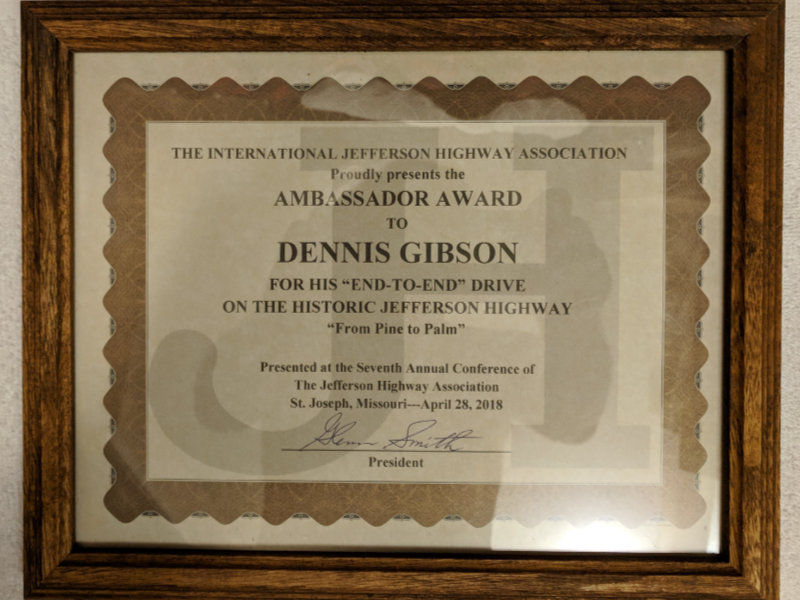 THE INTERNATIONAL JEFFERSON HIGHWAY ASSOCIATION
Proudly presents the
AMBASSADOR AWARD
TO
DENNIS GIBSON
FOR HIS “END-TO-END” DRIVE
ON THE HISTORIC JEFFERSON HIGHWAY
“From Pine to Palm”
Presented at the Seventh Annual Conference of
The Jefferson Highway Association
St. Joseph, Missouri---April 28, 2018
Glenn Smith
President
JH